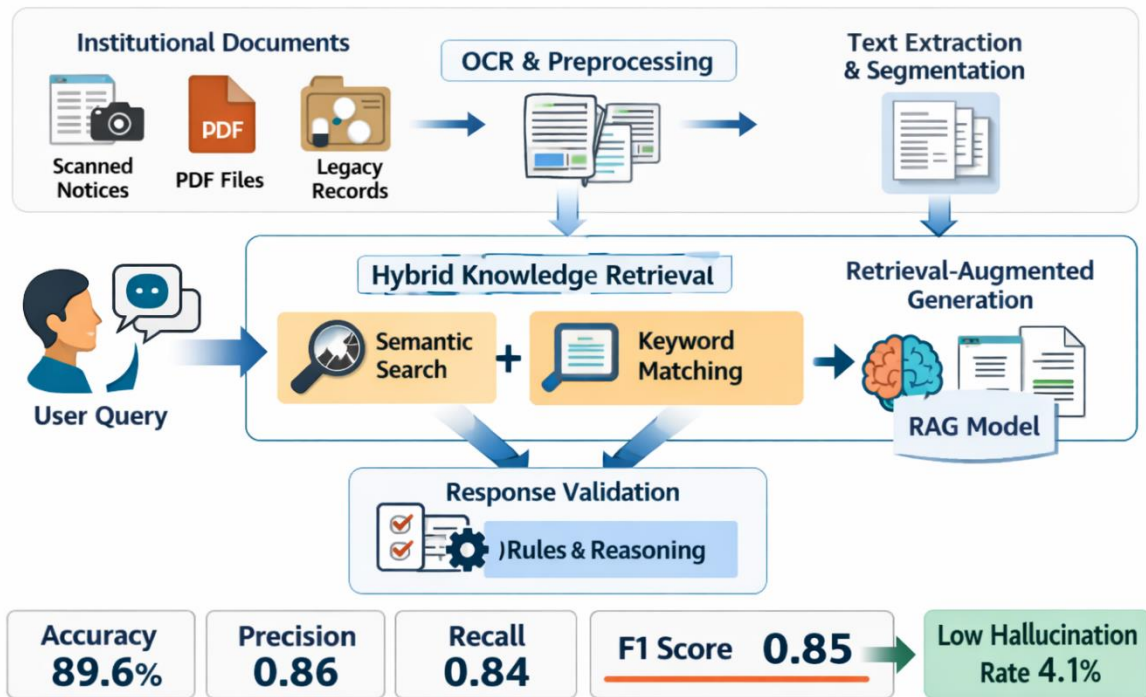 Institutional Documents
OCR & Preprocessing
Text Extraction
& Segmentation
PDF
Scanned
Notices
PDF Files
Legacy
Records
Hybrid Knowledge Retrieval
Retrieval-Augmented
Generation
Semantic
Search
+
Keyword
Matching
RAG Model
User Query
Response Validation
)Rules & Reasoning
Accuracy
89.6%
Precision
0.86
Recall
0.84
F1 Score 0.85
Low Hallucination
Rate 4.1%